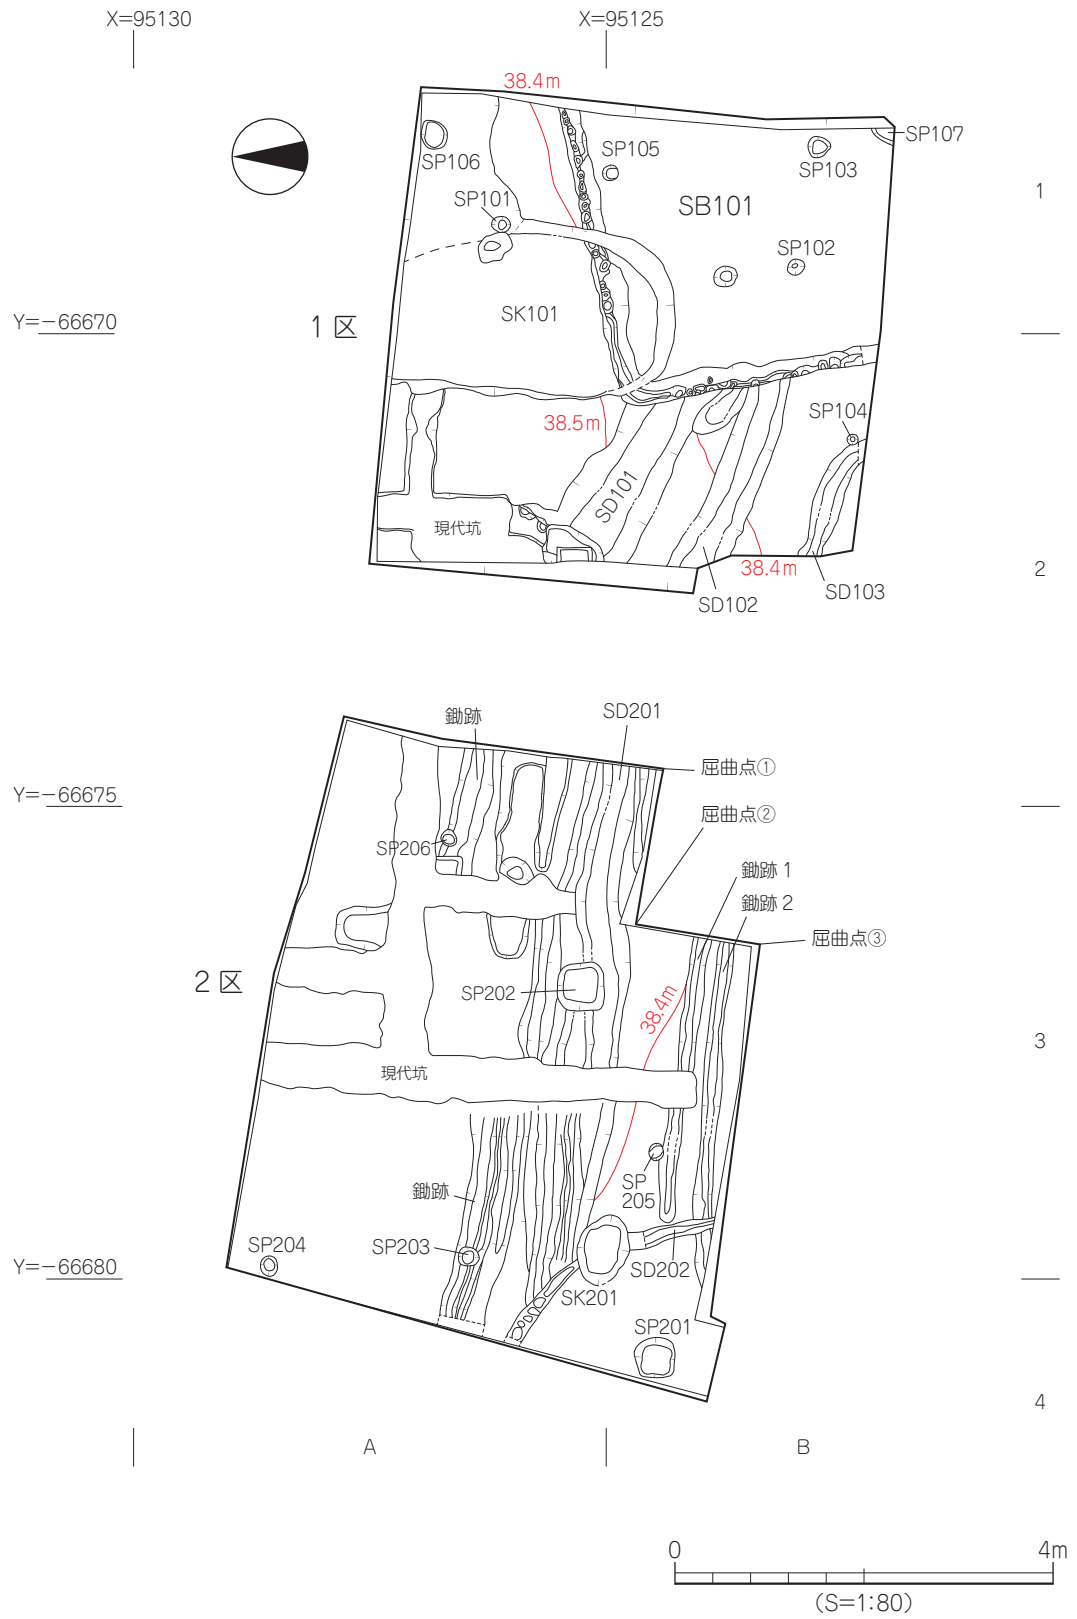 X=95130
X=95125
38.4m
SP107
SP106
SP105
SP103
1
SP101
SB101
SP102
SK101
Y=-66670
1区
38.5m
SP104
SD101
現代坑
38.4m
2
SD103
SD102
鋤跡
SD201
屈曲点①
Y=-66675
屈曲点②
SP206
鋤跡1
鋤跡2
屈曲点③
2区
SP202
38.4m
3
現代坑
SP
205
鋤跡
SP204
SP203
Y=-66680
SD202
SK201
SP201
4
A
B
0
4m
(S=1:80)